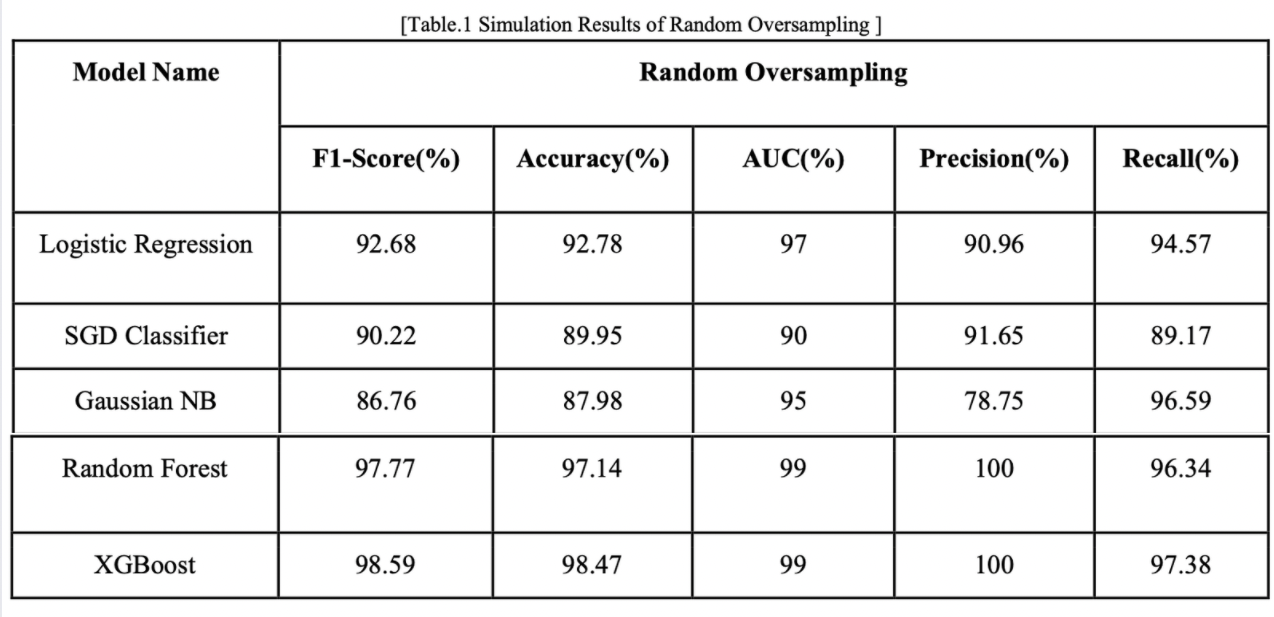 [Table.1 Simulation Results of Random Oversampling ]
Model Name Random Oversampling
F1-Score(%) Accuracy(%) AUC(%) Precision(%) Recall(%)
Logistic Regression 92.68 92.78 97 90.96 94.57
SGD Classifier 90.22 89.95 90 91.65 89.17
Gaussian NB 86.76 87.98 95 78.75 96.59
Random Forest 97.77 97.14 99 100 96.34
XGBoost 98.59 98.47 99 100 97.38